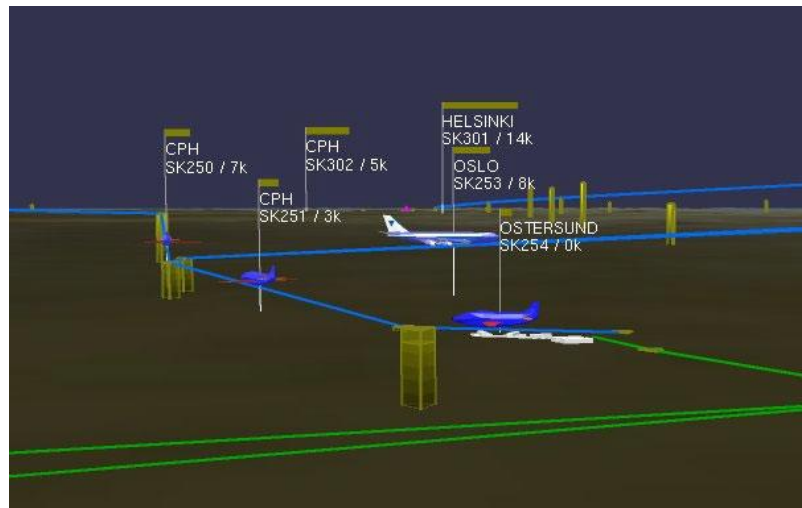 HELSINKI
SK301 / 14k
CPH
SK250 / 7k
CPH
SK302 / 5k
OSLO
SK253 / 8k
CPH
SK251 / 3k
OSTERSUND
SK254 / 0k